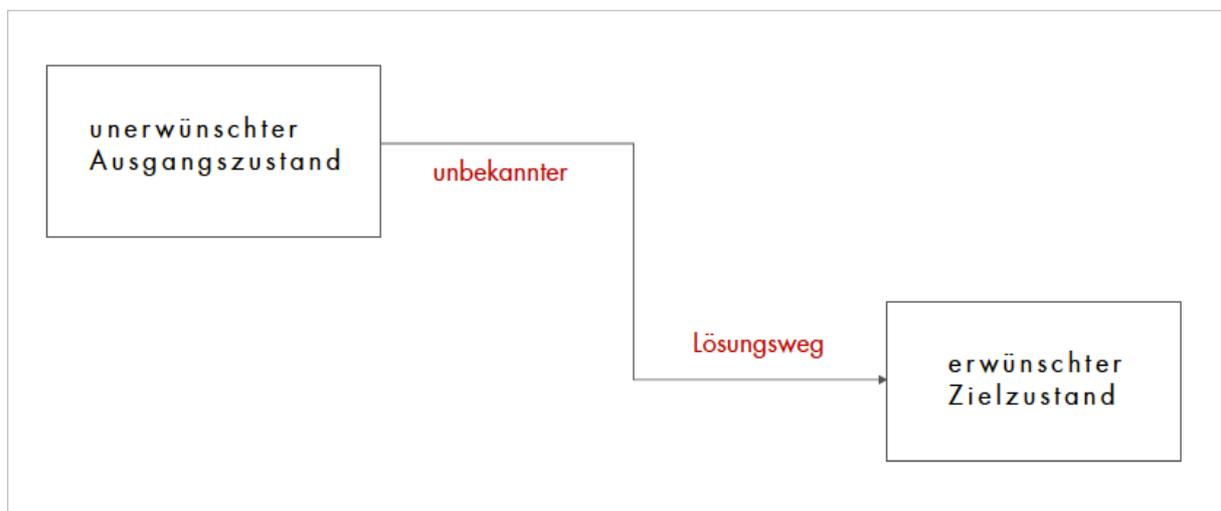 unerwünschter
Ausgangszustand
unbekannter
Lösungsweg
erwünschter
Zielzustand